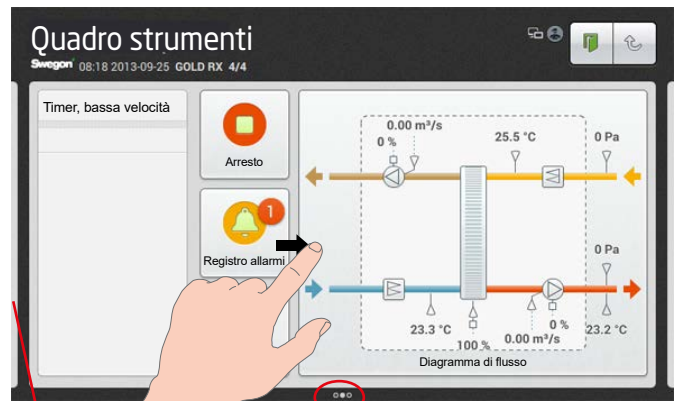 Quadro strumenti
Swegon 08:18 2013-09-25 GOLD RX 4/4
Timer, bassa velocità
Arresto
1
Registro allarmi
0.00 m³/s
0 %
25.5 °C
0 Pa
0 Pa
23.3 °C
100 %
0.00 m³/s
0 %
23.2 °C
Diagramma di flusso